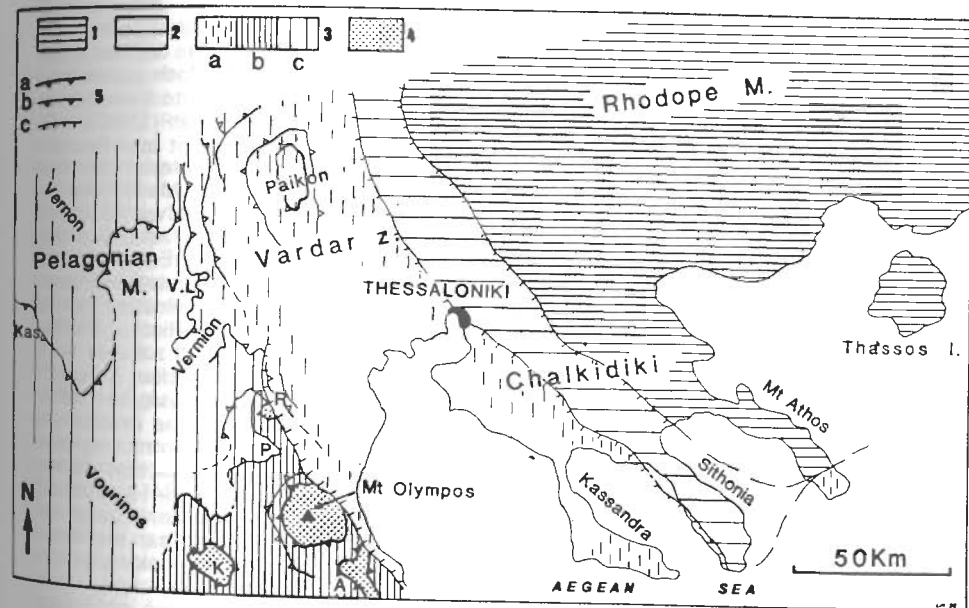 1 2 3 4
a b c
a
b 5
c
Rhodope M.
Paikon
Vernon
Vardar Z.
Pelagonian
M.
V.L
THESSALONIKI
Kas.
Vermion
Thassos I.
Chalkidiki
Mt Athos
R
P
Vourinos
N
Mt Olympos
Sithonia
Kassandra
K
A
50Km
AEGEAN SEA